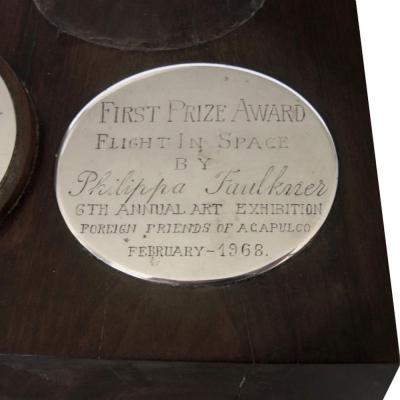 First Prize Award
Flight In Space
By
Philippa Faulkner
6th Annual Art Exhibition
Foreign Friends of Acapulco
February-1968.